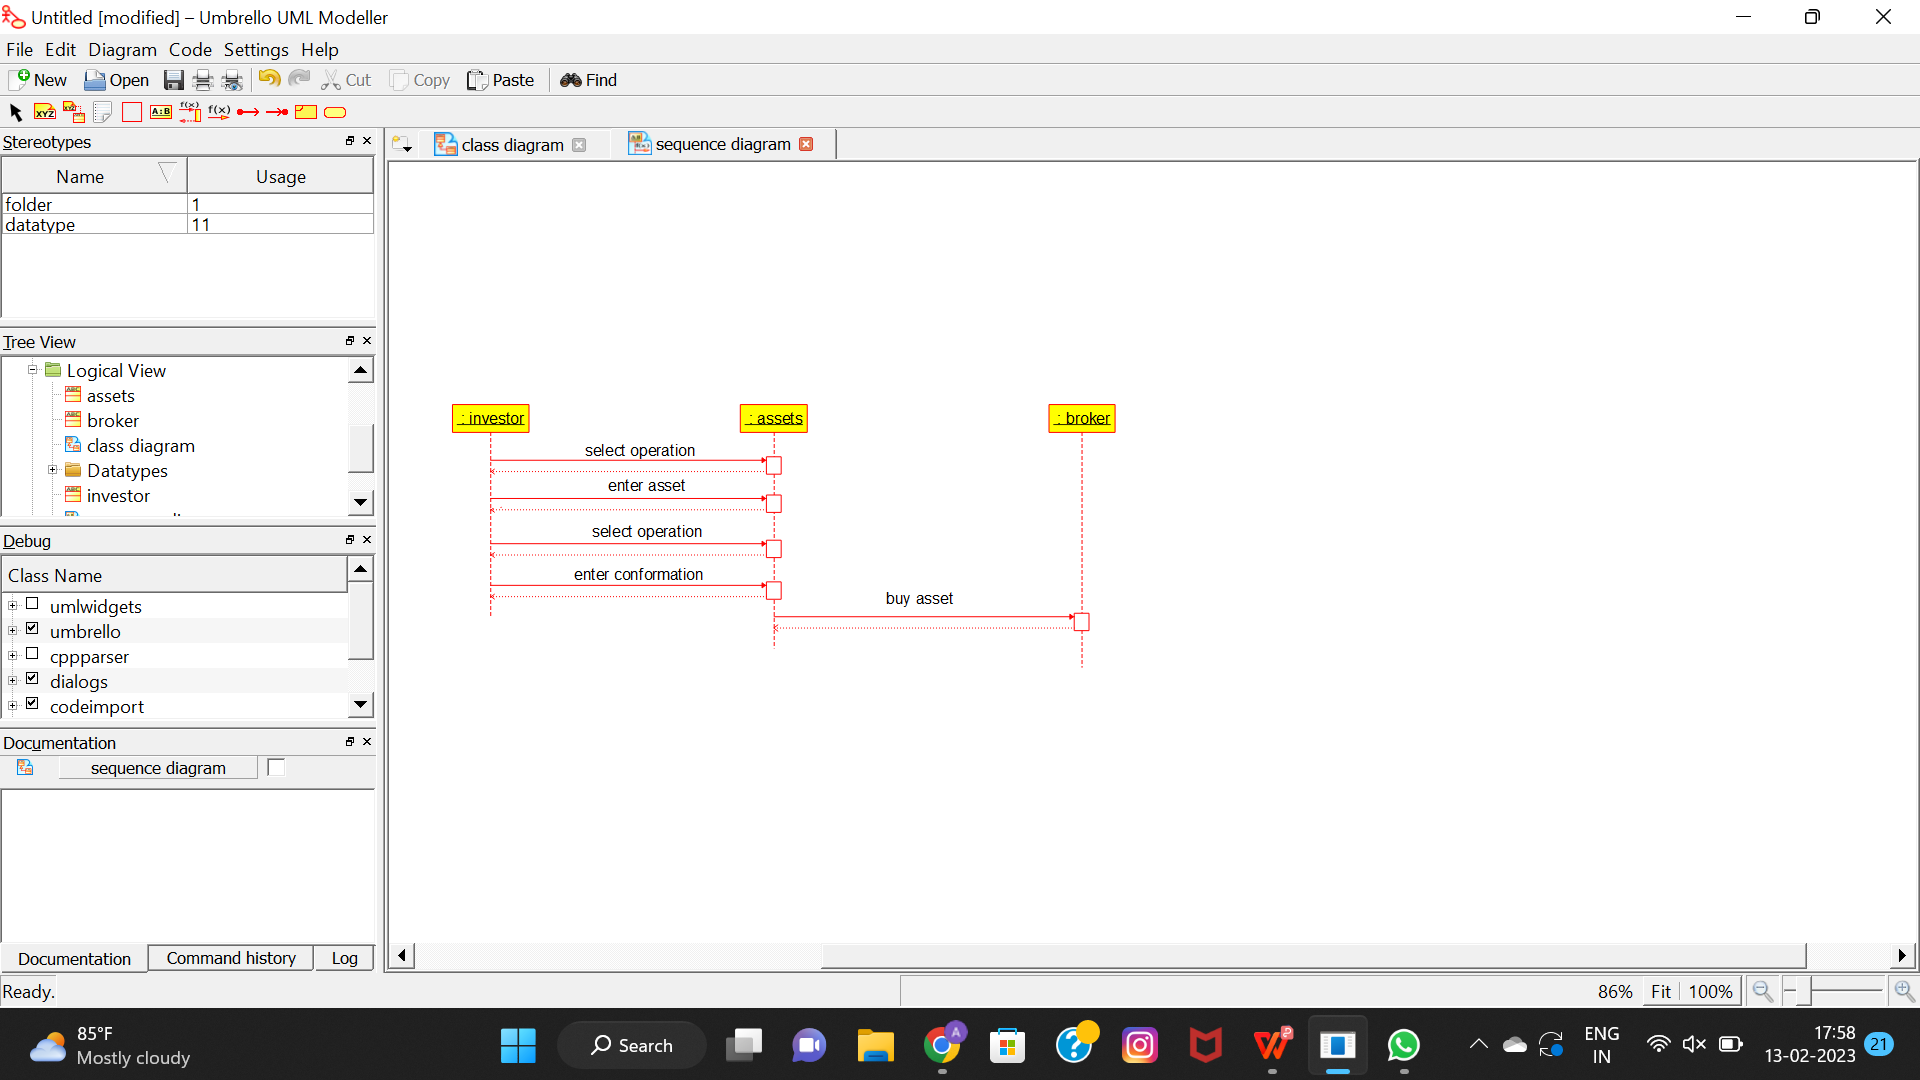 Untitled [modified] – Umbrello UML Modeller
File Edit Diagram Code Settings Help
New Open Cut Copy Paste Find
XYZ XYZ A:B f(x) f(x)
Stereotypes
Name Usage
folder 1
datatype 11
Tree View
Logical View
assets
broker
class diagram
Datatypes
investor
Debug
Class Name
umlwidgets
umbrello
cppparser
dialogs
codeimport
Documentation
sequence diagram
Documentation Command history Log
class diagram sequence diagram
: investor : assets : broker
select operation
enter asset
select operation
enter conformation
buy asset
Ready.
86% Fit 100%
85°F
Mostly cloudy
Search
A
P
ENG
IN
17:58
13-02-2023
21